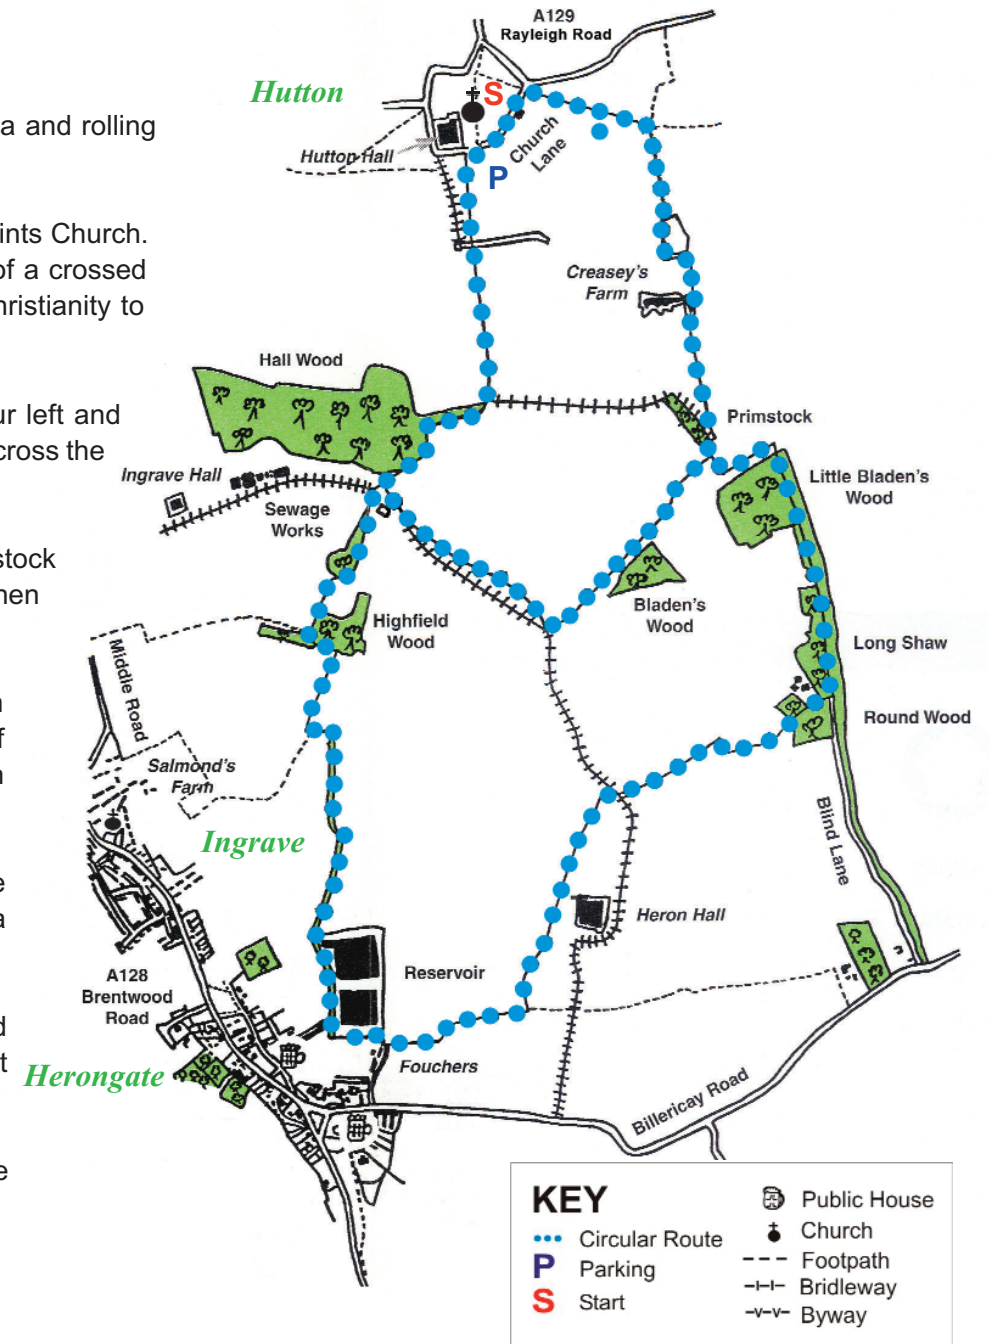 a and rolling
ints Church.
of a crossed
hristianity to
ur left and
cross the
stock
hen
n
f
n
e
a
d
t
e
A129
Rayleigh Road
Hutton
S
Church
Lane
Hutton Hall
P
Creasey's
Farm
Hall Wood
Primstock
Ingrave Hall
Sewage
Works
Little Bladen's
Wood
Bladen's
Wood
Highfield
Wood
Long Shaw
Middle Road
Round Wood
Salmond's
Farm
Ingrave
Blind Lane
Heron Hall
Reservoir
A128
Brentwood
Road
Fouchers
Herongate
Billericay Road
KEY
Circular Route
P Parking
S Start
Public House
Church
Footpath
Bridleway
Byway